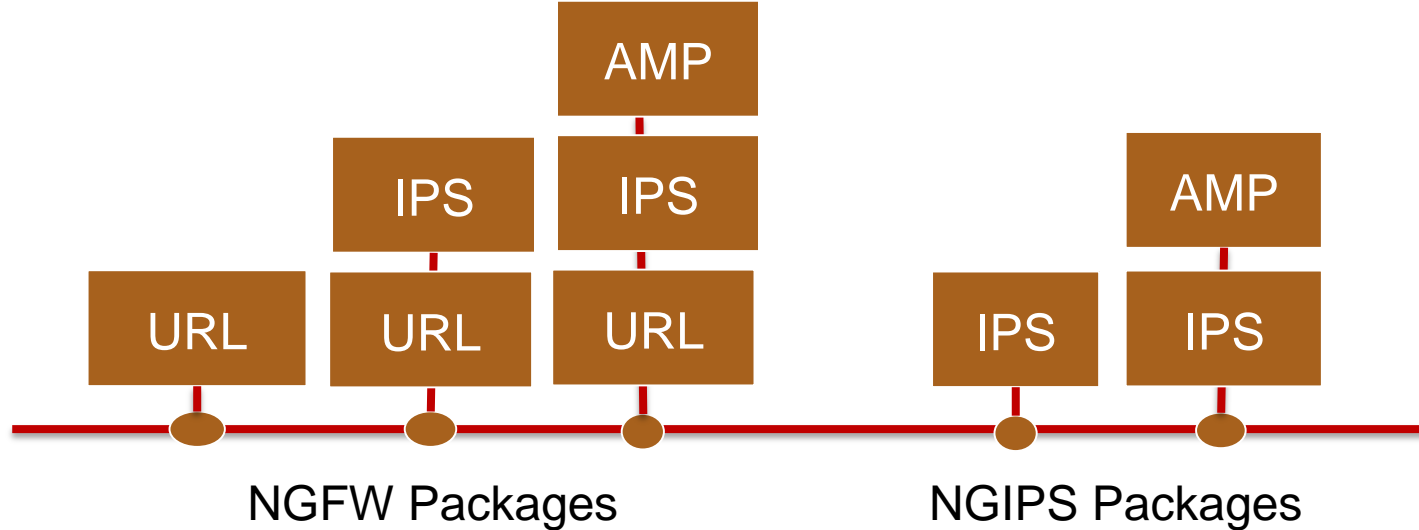 AMP
IPS
IPS
AMP
URL
URL
URL
IPS
IPS
NGFW Packages
NGIPS Packages